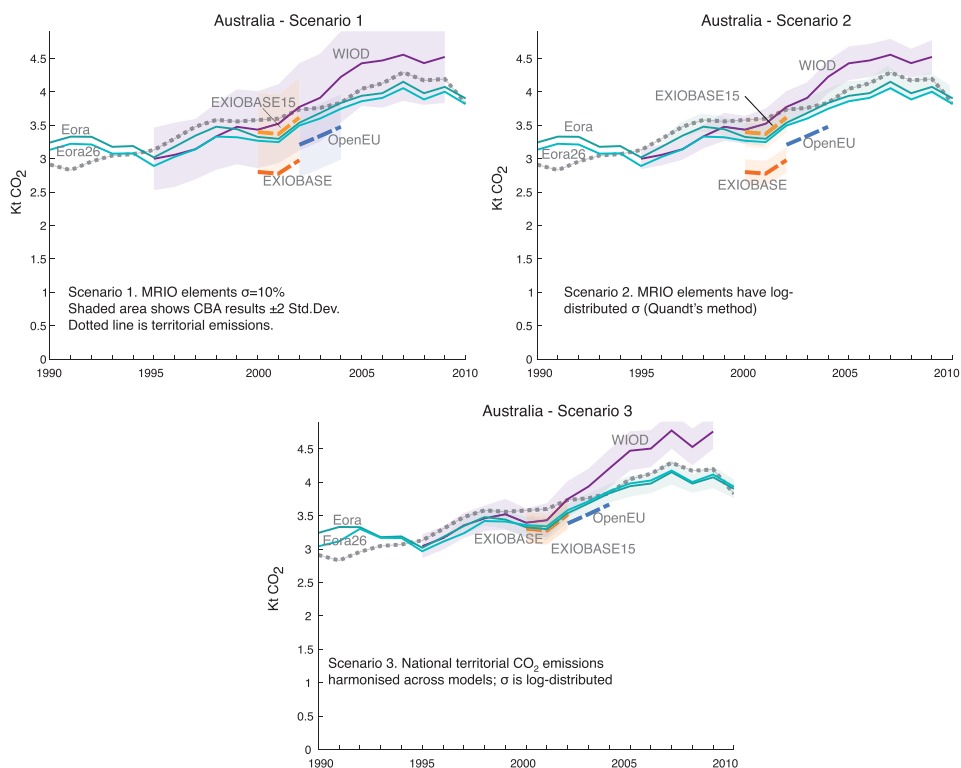 Australia - Scenario 1
4.5
4
3.5
3
2.5
2
1.5
1
0.5
0
Kt CO2
WIOD
EXIOBASE15
Eora
Eora26
OpenEU
EXIOBASE
Scenario 1. MRIO elements σ=10%
Shaded area shows CBA results ±2 Std.Dev.
Dotted line is territorial emissions.
1990
1995
2000
2005
2010
Australia - Scenario 2
4.5
4
3.5
3
2.5
2
1.5
1
0.5
0
Kt CO2
WIOD
EXIOBASE15
Eora
Eora26
OpenEU
EXIOBASE
Scenario 2. MRIO elements have log-
distributed σ (Quandt's method)
1990
1995
2000
2005
2010
Australia - Scenario 3
4.5
4
3.5
3
2.5
2
1.5
1
0.5
0
Kt CO2
WIOD
Eora
Eora26
OpenEU
EXIOBASE
EXIOBASE15
Scenario 3. National territorial CO2 emissions
harmonised across models; σ is log-distributed
1990
1995
2000
2005
2010